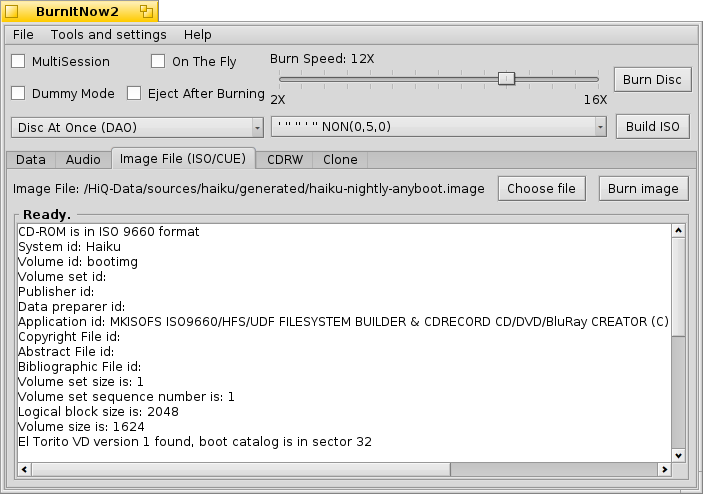 BurnItNow2
File Tools and settings Help
MultiSession On The Fly Burn Speed: 12X
Burn Disc
Dummy Mode Eject After Burning 2X 16X
Disc At Once (DAO) ' '' '' ' '' NON(0,5,0) Build ISO
Data Audio Image File (ISO/CUE) CDRW Clone
Image File: /HiQ-Data/sources/haiku/generated/haiku-nightly-anyboot.image Choose file Burn image
Ready.
CD-ROM is in ISO 9660 format
System id: Haiku
Volume id: bootimg
Volume set id:
Publisher id:
Data preparer id:
Application id: MKISOFS ISO9660/HFS/UDF FILESYSTEM BUILDER & CDRECORD CD/DVD/BluRay CREATOR (C)
Copyright File id:
Abstract File id:
Bibliographic File id:
Volume set size is: 1
Volume set sequence number is: 1
Logical block size is: 2048
Volume size is: 1624
El Torito VD version 1 found, boot catalog is in sector 32